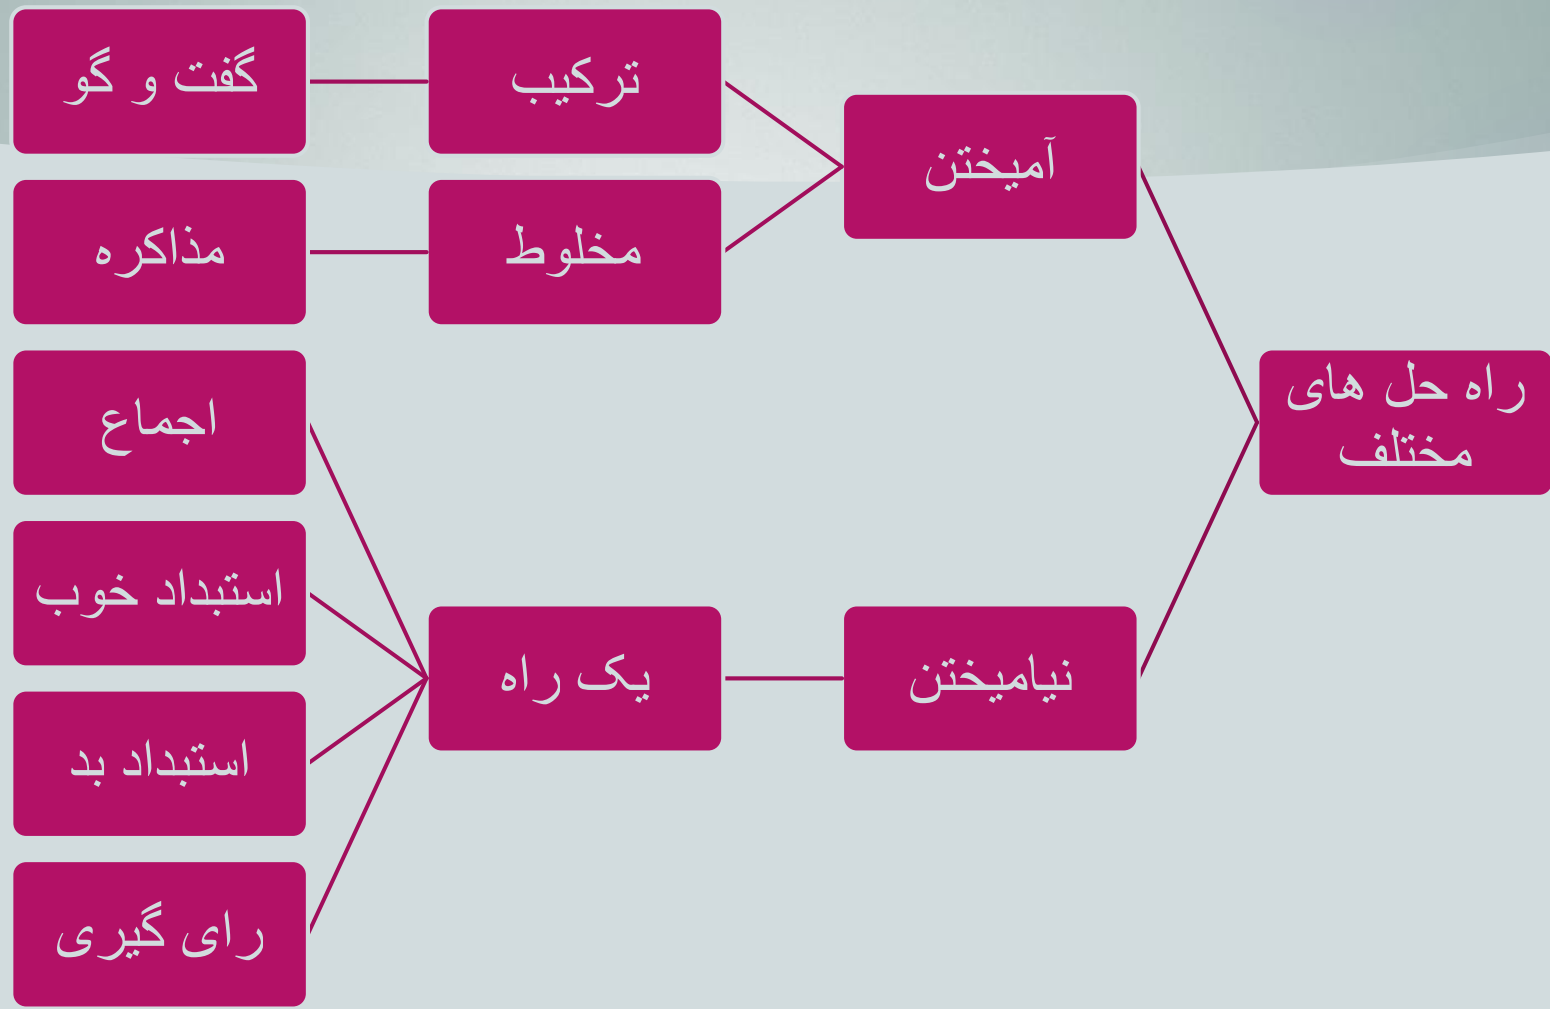 راه حل های
مختلف
آمیختن
ترکیب
گفت و گو
مخلوط
مذاکره
نیامیختن
یک راه
اجماع
استبداد خوب
استبداد بد
رای گیری